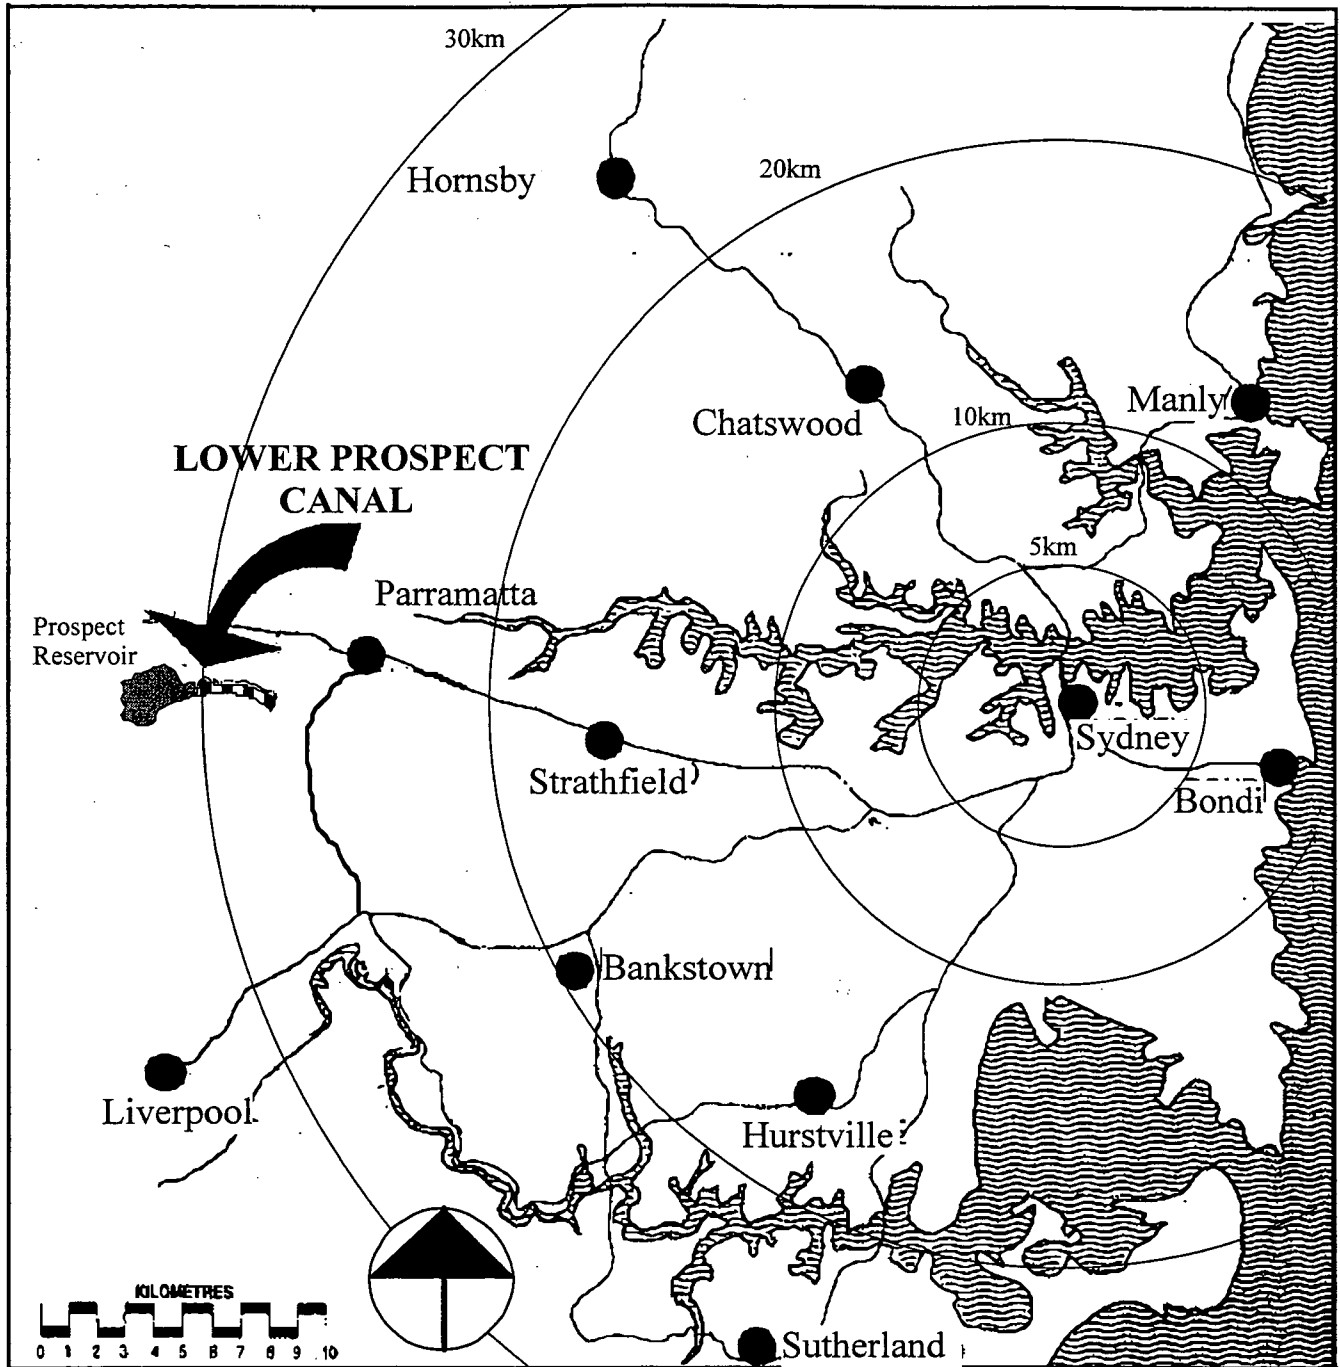 30km
20km
Hornsby
Manly
10km
Chatswood
LOWER PROSPECT
CANAL
5km
Parramatta
Prospect
Reservoir
Sydney
Strathfield
Bondi
Bankstown
Liverpool
Hurstville
KILOMETRES
0 1 2 3 4 5 6 7 8 9 10
Sutherland